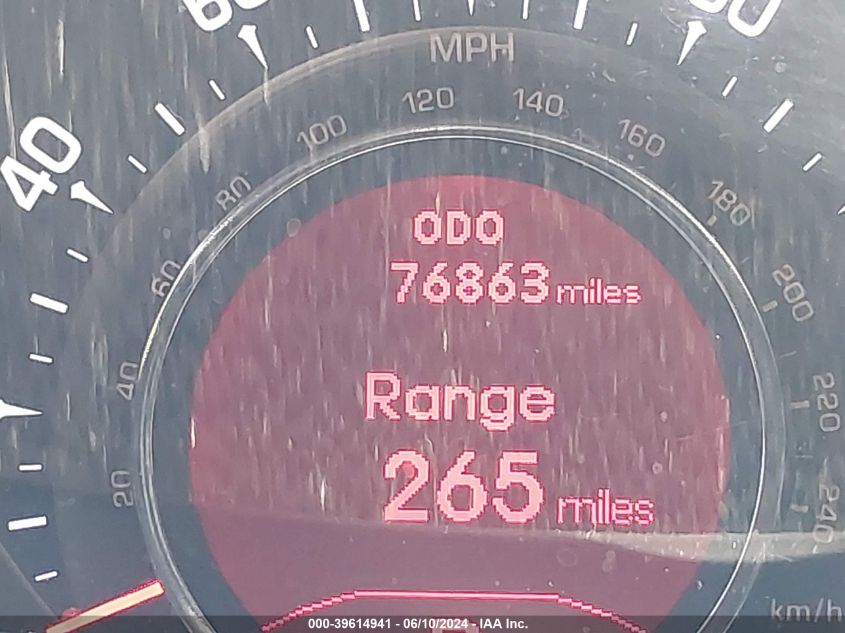 MPH
40
20 40 60 80 100 120 140 160 180 200 220 240
ODO
76863 miles
Range
265 miles
km/h
000-39614941 - 06/10/2024 - IAA Inc.